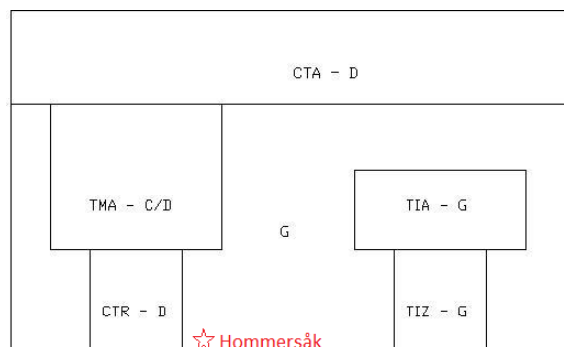 CTA - D
TMA - C/D
TIA - G
G
CTR - D
TIZ - G
Hommersåk